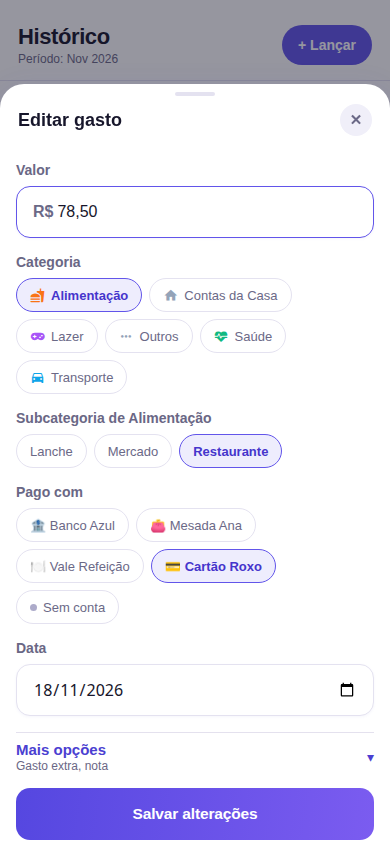 Histórico
Período: Nov 2026
+ Lançar
Editar gasto
✕
Valor
R$ 78,50
Categoria
Alimentação
Contas da Casa
Lazer
Outros
Saúde
Transporte
Subcategoria de Alimentação
Lanche
Mercado
Restaurante
Pago com
Banco Azul
Mesada Ana
Vale Refeição
Cartão Roxo
Sem conta
Data
18/11/2026
Mais opções
Gasto extra, nota
▾
Salvar alterações